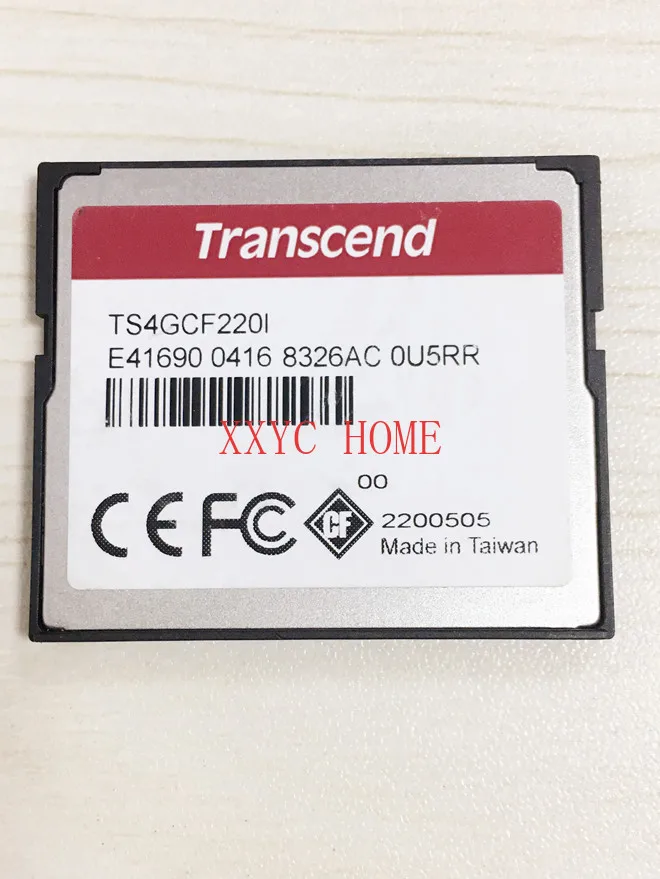 Transcend
TS4GCF220I
E41690 0416 8326AC 0U5RR
XXYC HOME
00
CE FC CF 2200505
Made in Taiwan